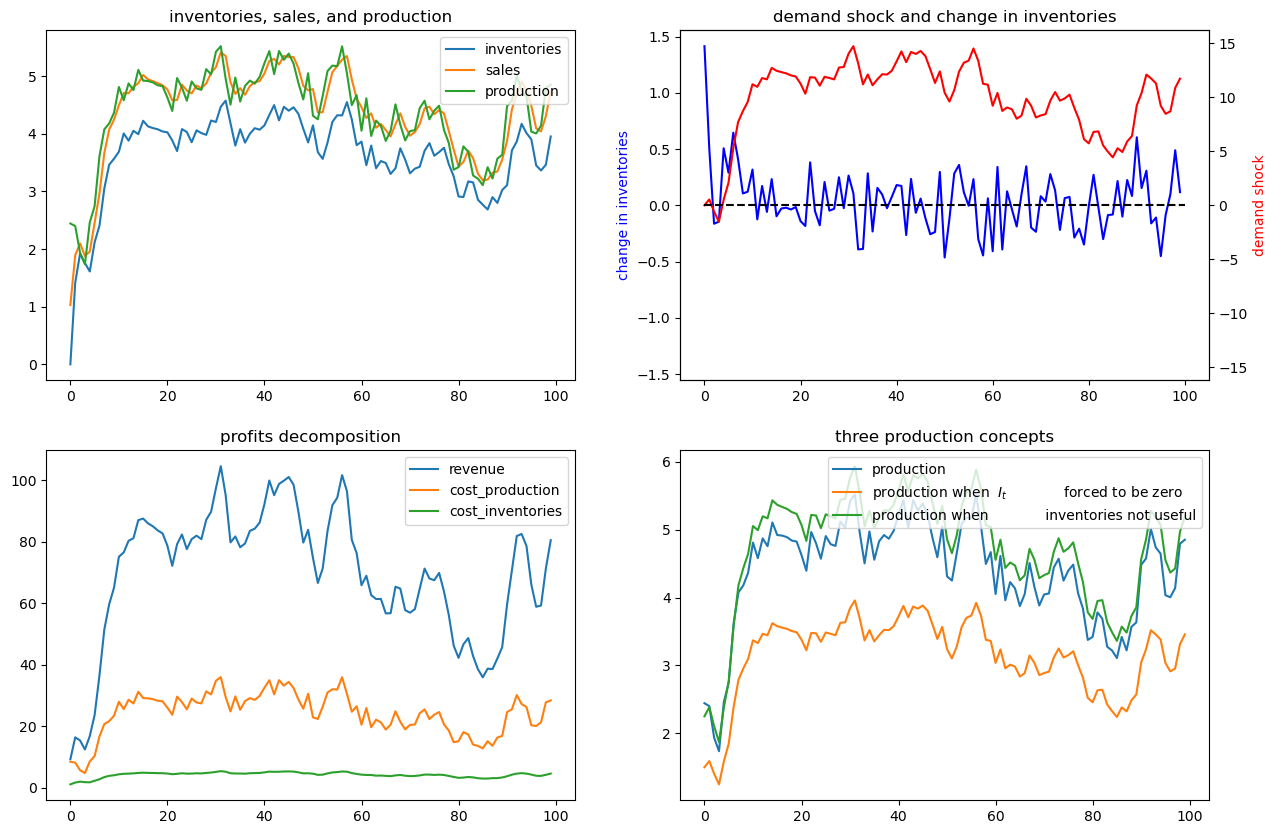 inventories, sales, and production
inventories
sales
production
5
4
3
2
1
0
0 20 40 60 80 100
demand shock and change in inventories
change in inventories
1.5
1.0
0.5
0.0
−0.5
−1.0
−1.5
15
10
5
0
−5
−10
−15
demand shock
0 20 40 60 80 100
profits decomposition
revenue
cost_production
cost_inventories
100
80
60
40
20
0
0 20 40 60 80 100
three production concepts
production
production when I_t forced to be zero
production when inventories not useful
6
5
4
3
2
0 20 40 60 80 100